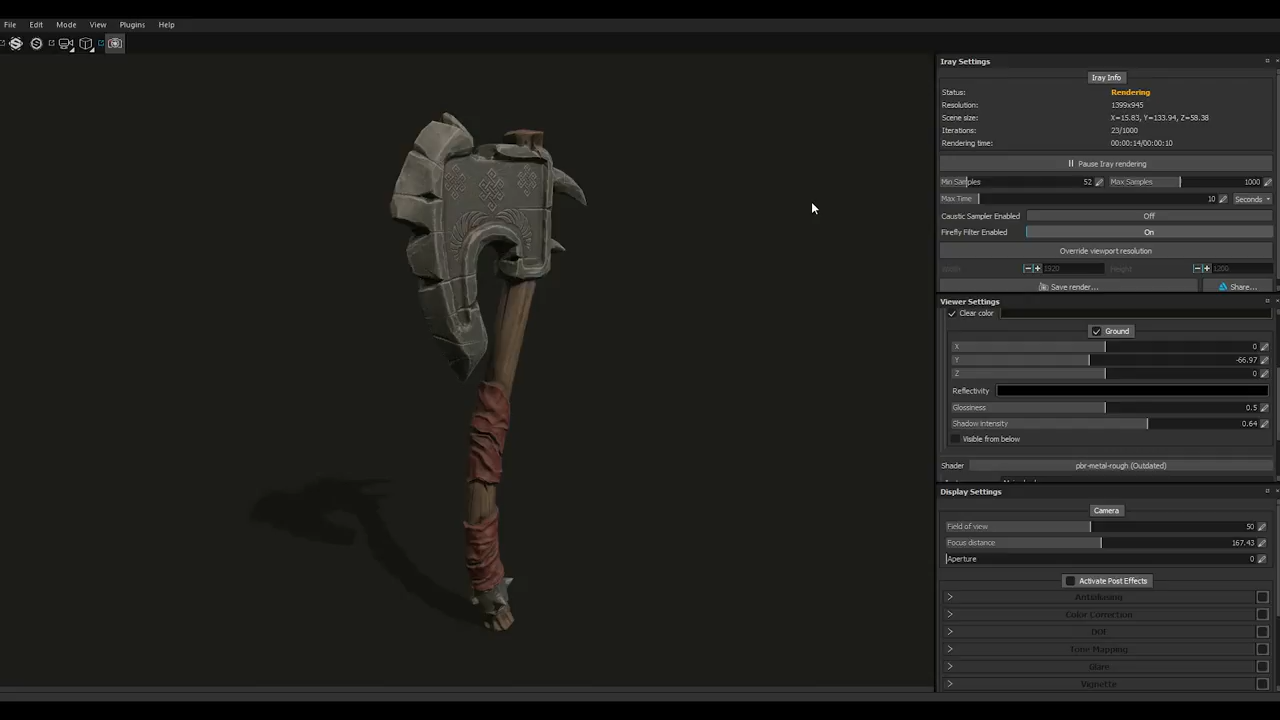 File Edit Mode View Plugins Help
Iray Settings
Iray Info
Status: Rendering
Resolution: 1399x945
Scene size: X=15.83, Y=133.94, Z=58.38
Iterations: 23/1000
Rendering time: 00:00:14/00:00:10
Pause Iray rendering
Min Samples 52 Max Samples 1000
Max Time 10 Seconds
Caustic Sampler Enabled Off
Firefly Filter Enabled On
Override viewport resolution
Width 1920 Height 1200
Save render... Share...
Viewer Settings
Clear color
Ground
X 0
Y -66.97
Z 0
Reflectivity
Glossiness 0.5
Shadow intensity 0.64
Visible from below
Shader pbr-metal-rough (Outdated)
Display Settings
Camera
Field of view 50
Focus distance 167.43
Aperture 0
Activate Post Effects
Antialiasing
Color Correction
DOF
Tone Mapping
Glare
Vignette